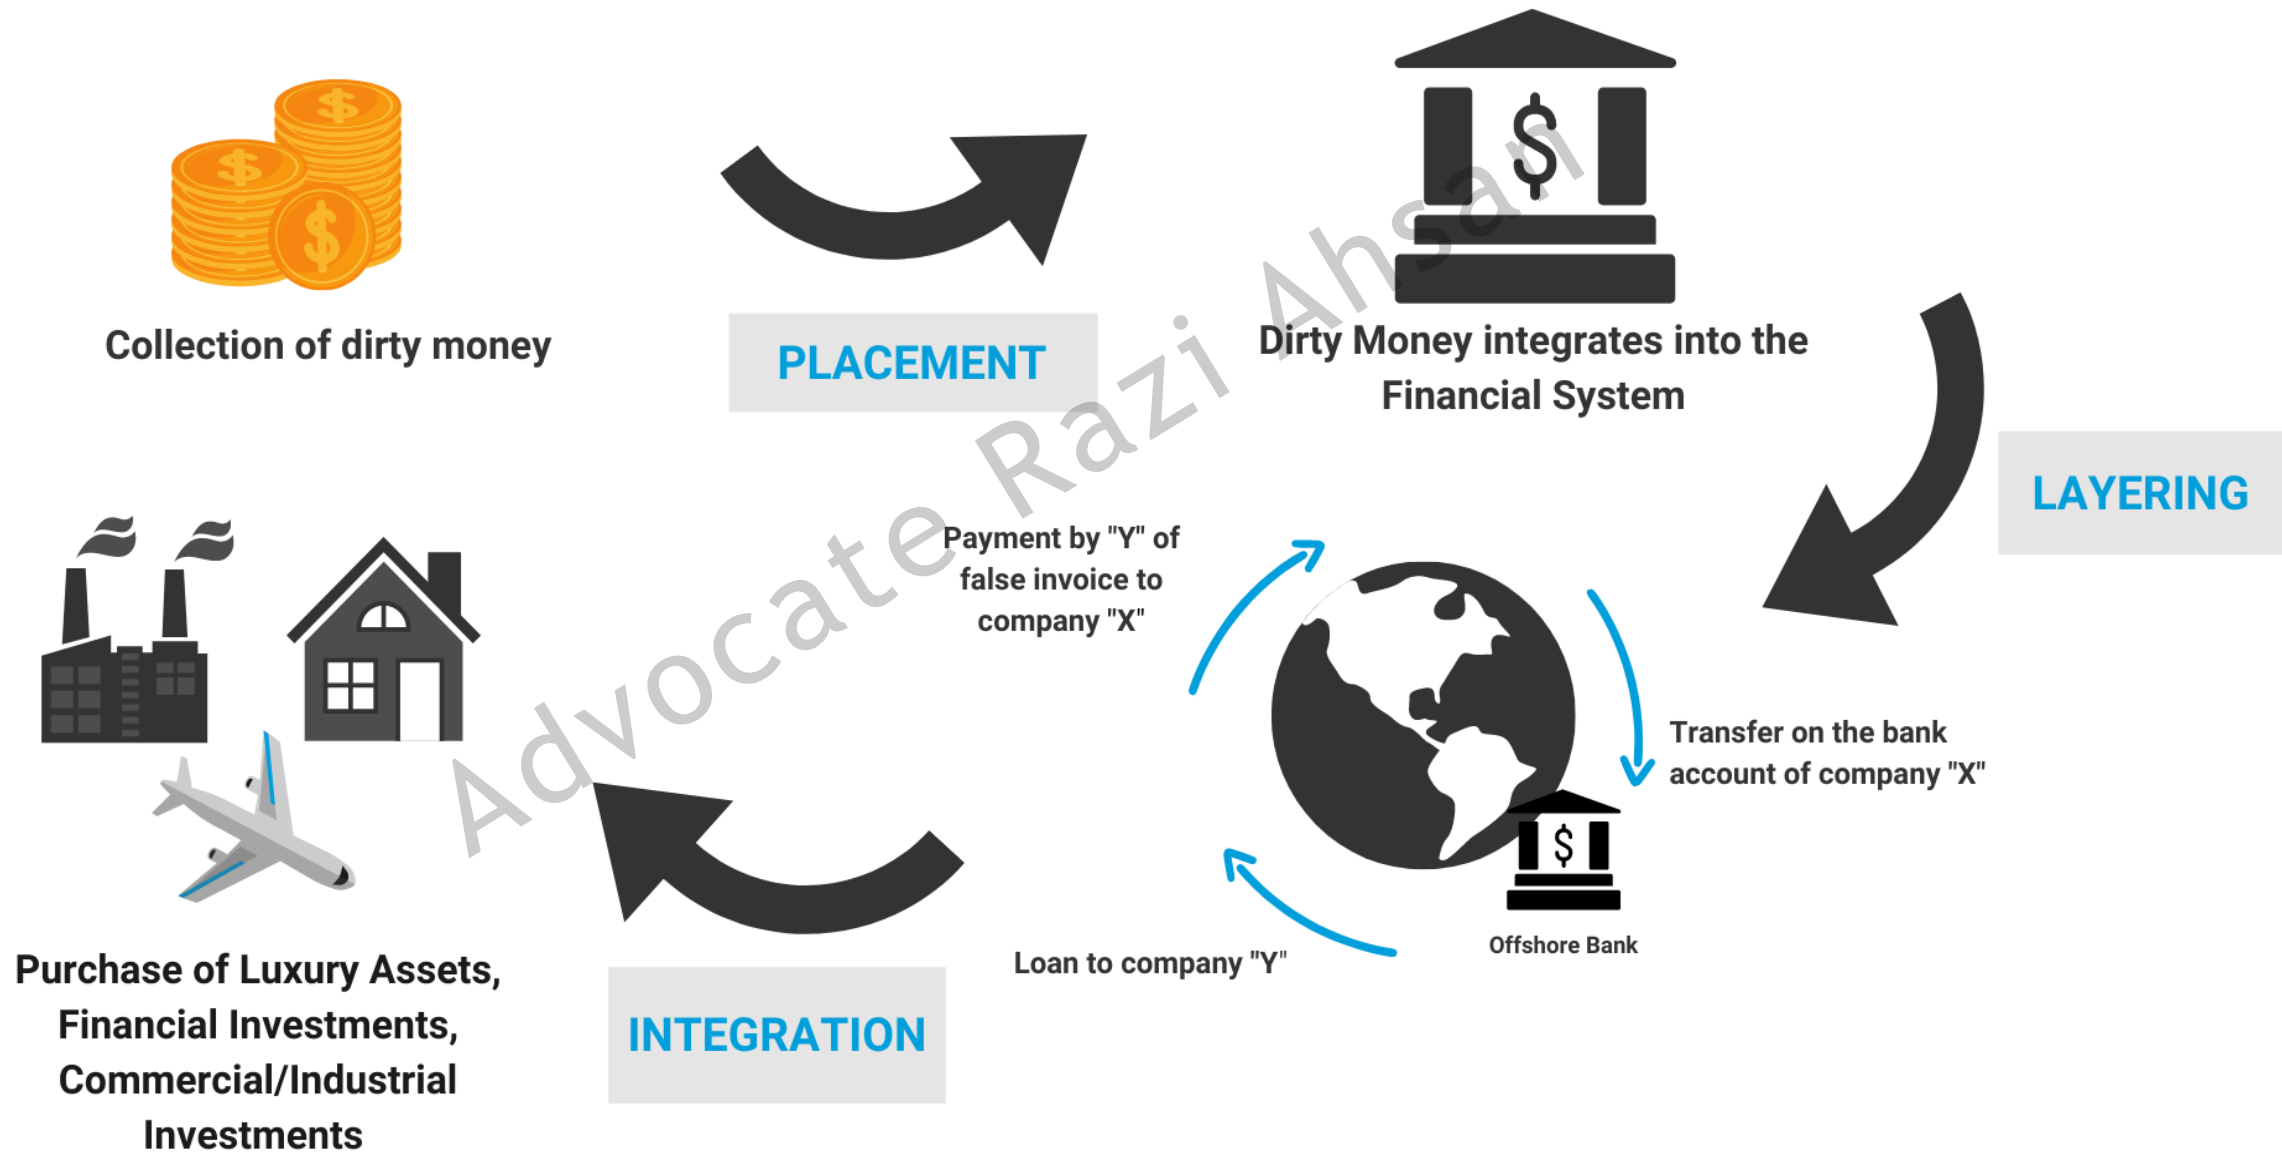 Collection of dirty money
PLACEMENT
Dirty Money integrates into the
Financial System
LAYERING
Payment by "Y" of
false invoice to
company "X"
Transfer on the bank
account of company "X"
Offshore Bank
Loan to company "Y"
INTEGRATION
Purchase of Luxury Assets,
Financial Investments,
Commercial/Industrial
Investments
Advocate Razi Ahsan
$
$
$
$
$